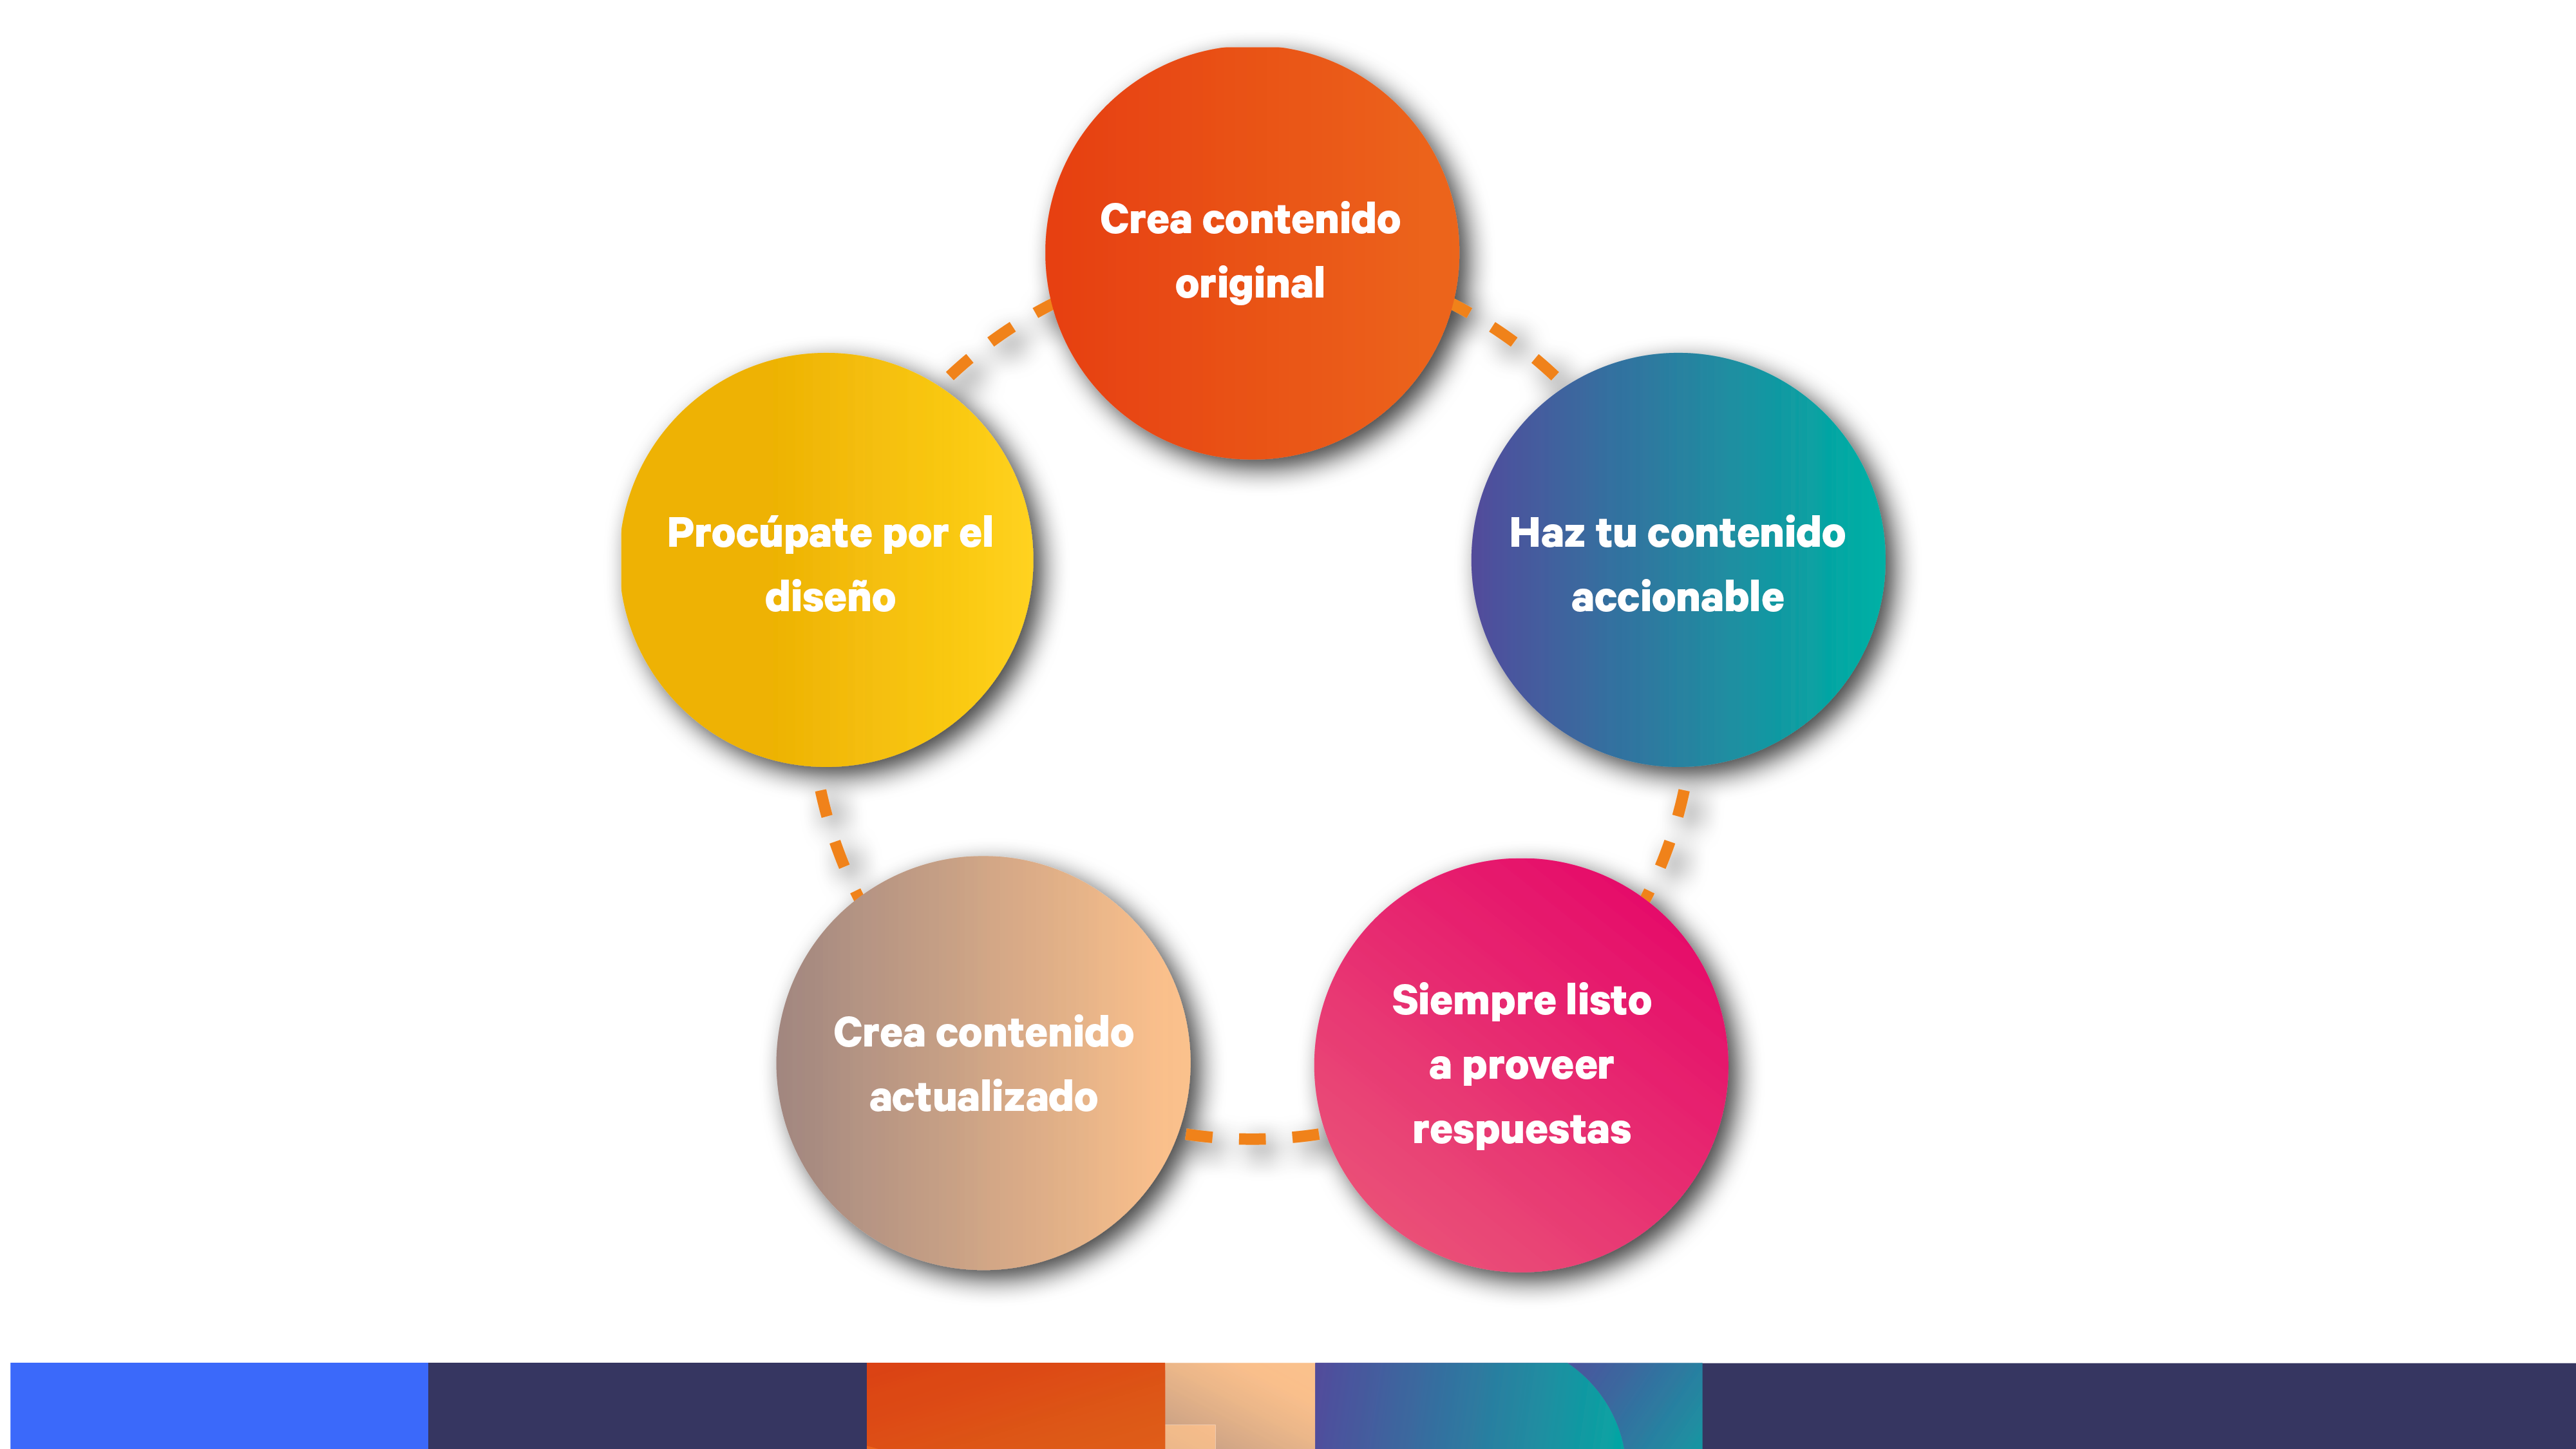 Crea contenido
original
Procúpate por el
diseño
Haz tu contenido
accionable
Crea contenido
actualizado
Siempre listo
a proveer
respuestas